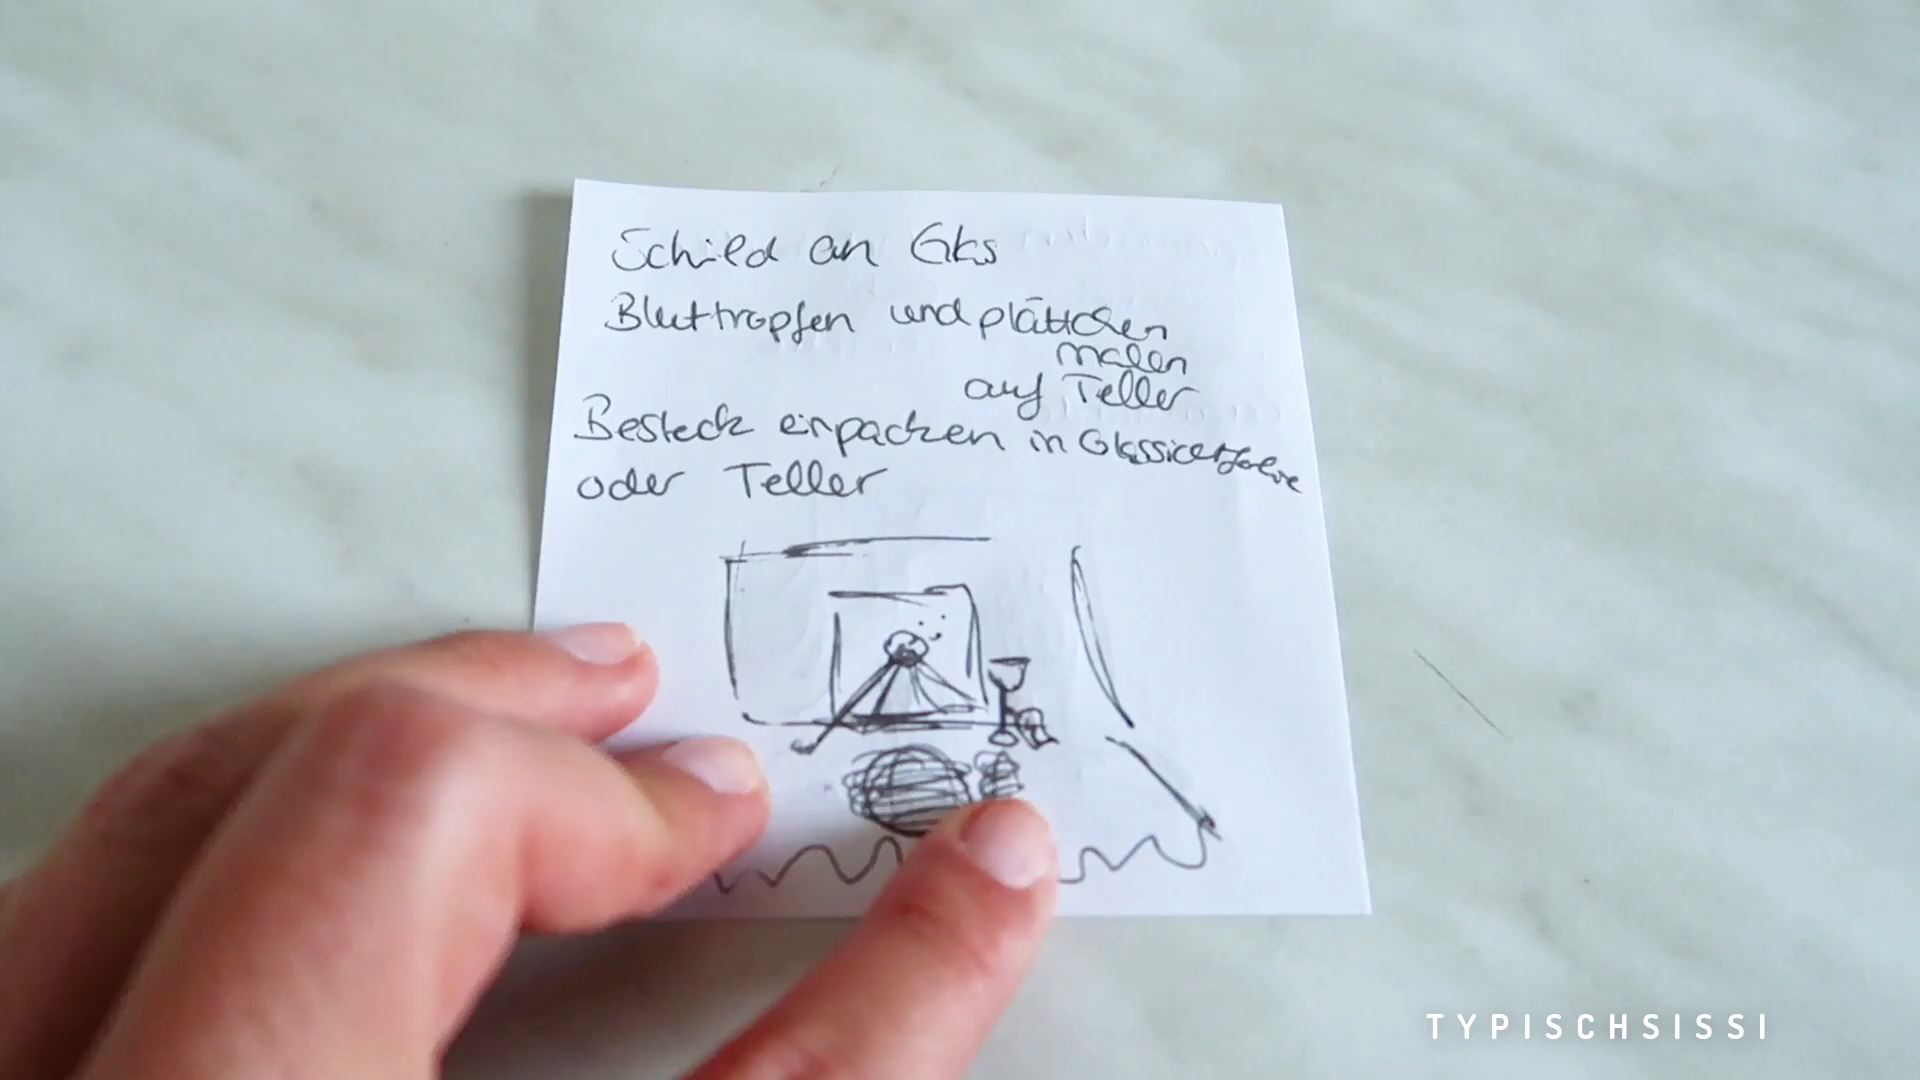 Schild an Glas
Bluttropfen und plättchen
malen
auf Teller
Besteck einpacken in
oder Teller
TYPISCHSISSI